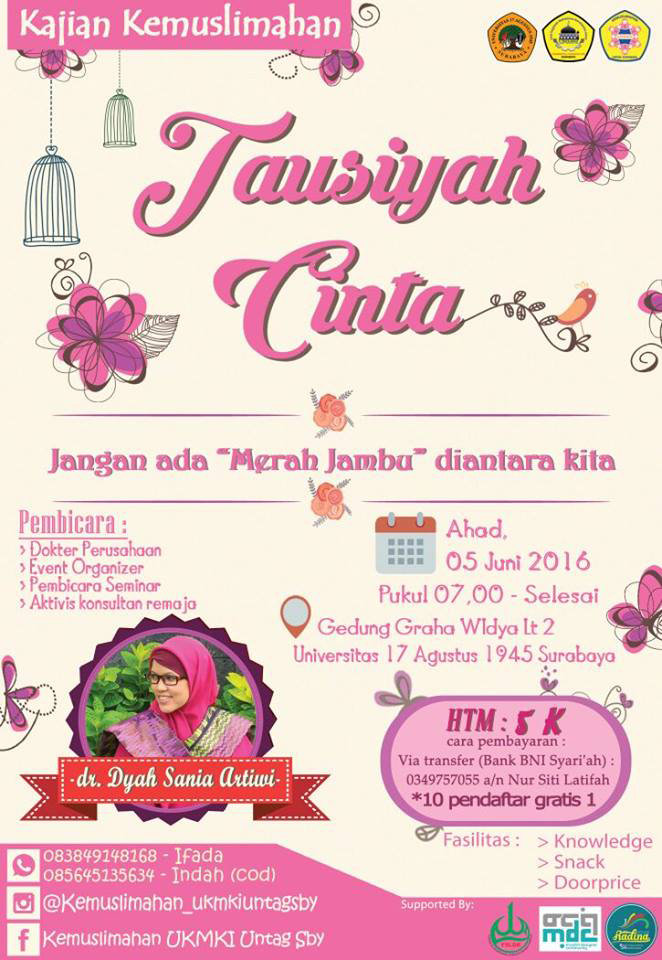 Kajian Kemuslimahan
Tausiyah
Cinta
Jangan ada "Merah Jambu" diantara kita
Pembicara :
> Dokter Perusahaan
> Event Organizer
> Pembicara Seminar
> Aktivis konsultan remaja
-dr. Dyah Sania Artiwi-
Ahad,
05 Juni 2016
Pukul 07,00 - Selesai
Gedung Graha WIdya Lt 2
Universitas 17 Agustus 1945 Surabaya
HTM : 5 K
cara pembayaran :
Via transfer (Bank BNI Syari'ah) :
0349757055 a/n Nur Siti Latifah
*10 pendaftar gratis 1
Fasilitas :
> Knowledge
> Snack
> Doorprice
083849148168 - Ifada
085645135634 - Indah (cod)
@Kemuslimahan_ukmkiuntagsby
Kemuslimahan UKMKI Untag Sby
Supported By:
mdc
Radina